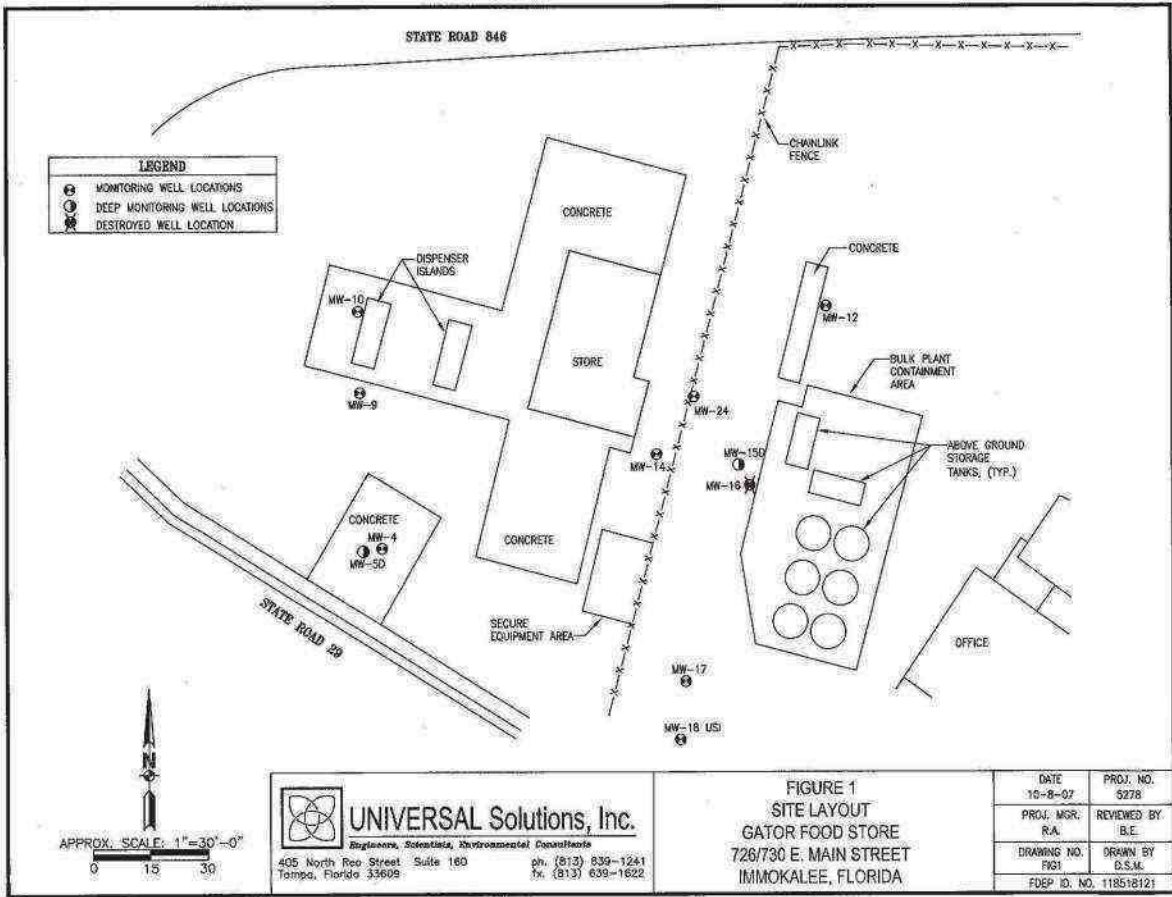 STATE ROAD 846
CHAINLINK
FENCE
LEGEND
MONITORING WELL LOCATIONS
DEEP MONITORING WELL LOCATIONS
DESTROYED WELL LOCATION
CONCRETE
CONCRETE
DISPENSER
ISLANDS
MW-10
MW-12
STORE
BULK PLANT
CONTAINMENT
AREA
MW-9
MW-24
ABOVE GROUND
STORAGE
TANKS, (TYP.)
MW-14
MW-15D
MW-16
CONCRETE
MW-4
MW-5D
CONCRETE
STATE ROAD 29
SECURE
EQUIPMENT AREA
OFFICE
MW-17
MW-18 USI
N
APPROX. SCALE: 1"=30'-0"
0 15 30
UNIVERSAL Solutions, Inc.
Engineers, Scientists, Environmental Consultants
405 North Reo Street Suite 160 ph. (813) 639-1241
Tampa, Florida 33609 fx. (813) 639-1622
FIGURE 1
SITE LAYOUT
GATOR FOOD STORE
726/730 E. MAIN STREET
IMMOKALEE, FLORIDA
DATE PROJ. NO.
10-8-07 5278
PROJ. MGR. REVIEWED BY
R.A. B.E.
DRAWING NO. DRAWN BY
FIG1 D.S.M.
FDEP ID. NO. 118518121